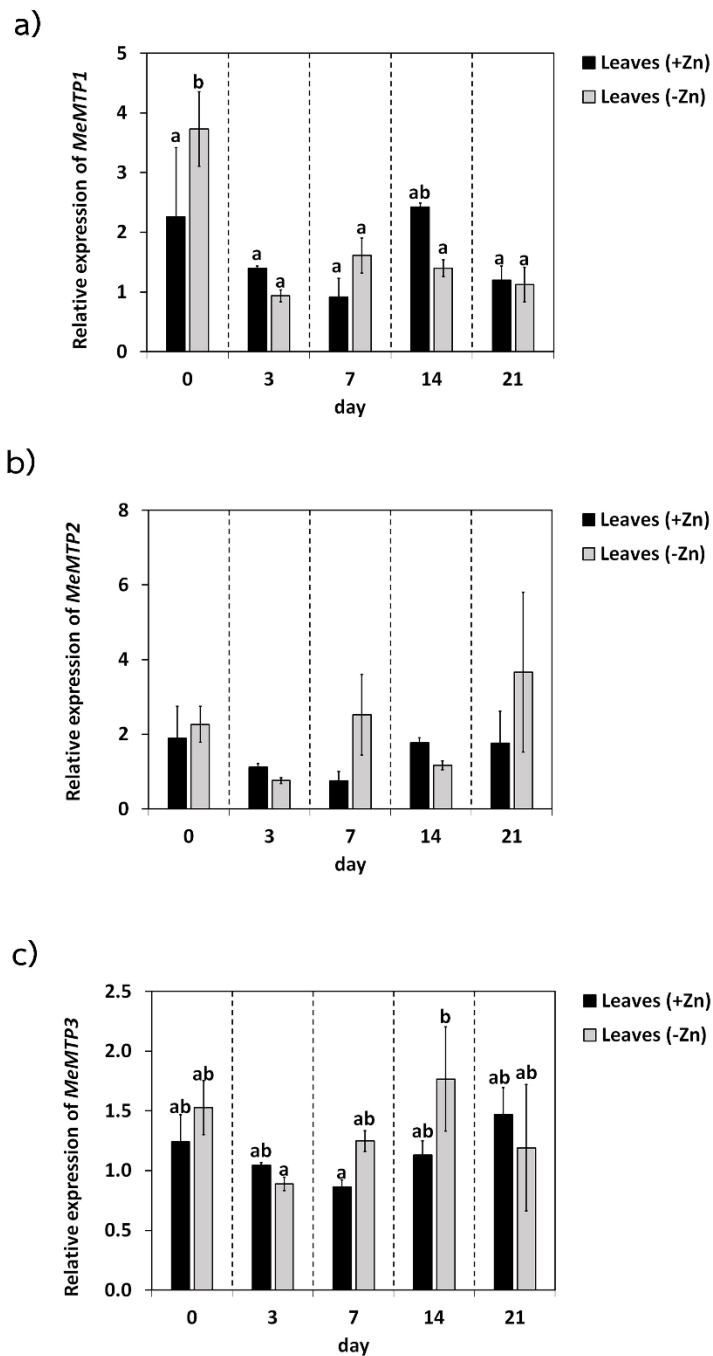 a)
Relative expression of MeMTP1
5
4
3
2
1
0
a b
a a
a a
ab a
a a
0 3 7 14 21
day
Leaves (+Zn)
Leaves (-Zn)
b)
Relative expression of MeMTP2
8
6
4
2
0
0 3 7 14 21
day
Leaves (+Zn)
Leaves (-Zn)
c)
Relative expression of MeMTP3
2.5
2.0
1.5
1.0
0.5
0.0
ab ab
ab a
a ab
ab b
ab ab
0 3 7 14 21
day
Leaves (+Zn)
Leaves (-Zn)